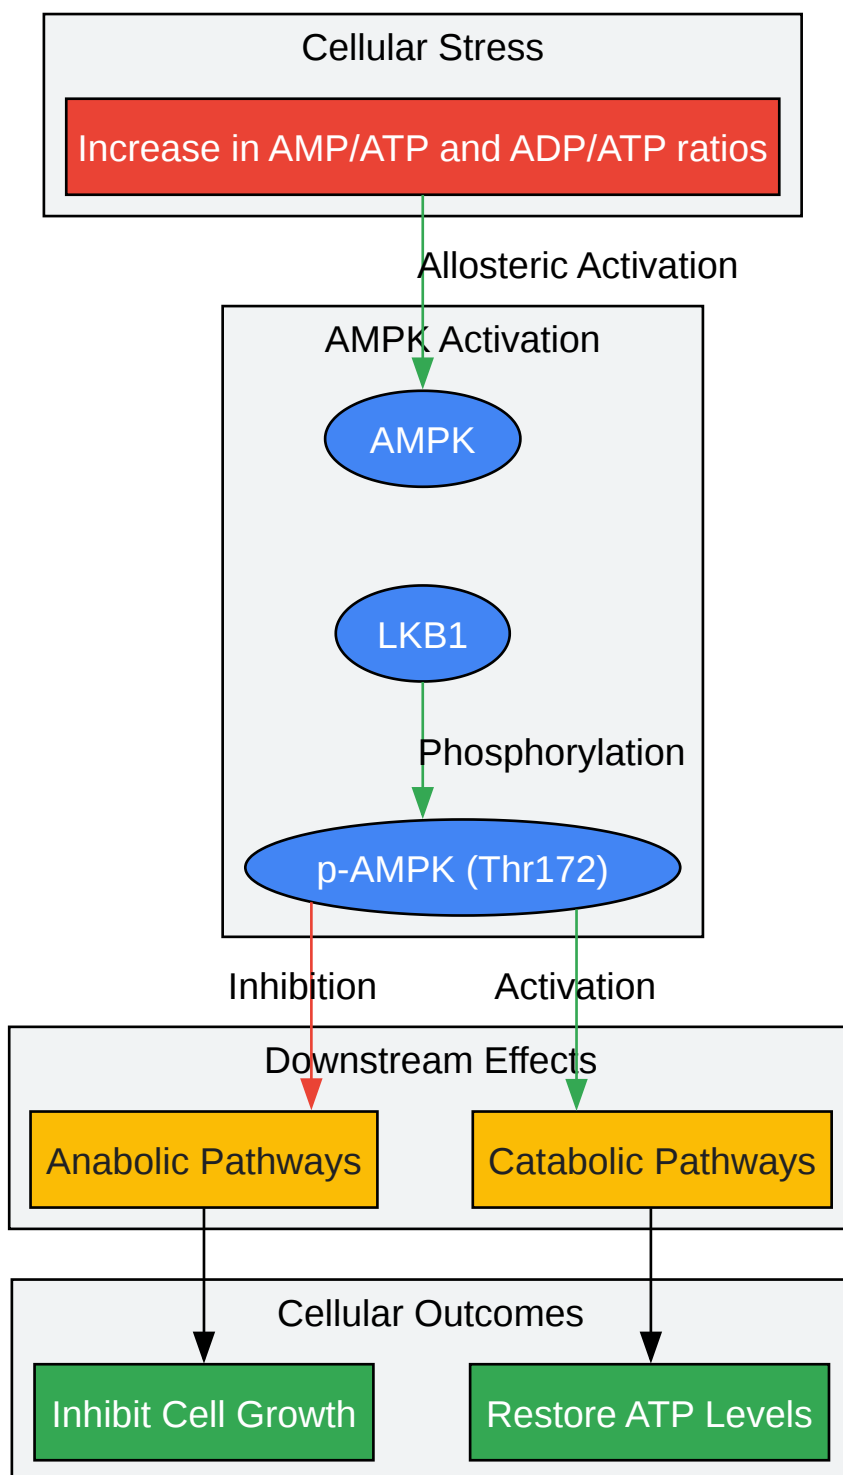 Cellular Stress
Increase in AMP/ATP and ADP/ATP ratios
Allosteric Activation
AMPK Activation
AMPK
LKB1
Phosphorylation
p-AMPK (Thr172)
Inhibition
Activation
Downstream Effects
Anabolic Pathways
Catabolic Pathways
Cellular Outcomes
Inhibit Cell Growth
Restore ATP Levels